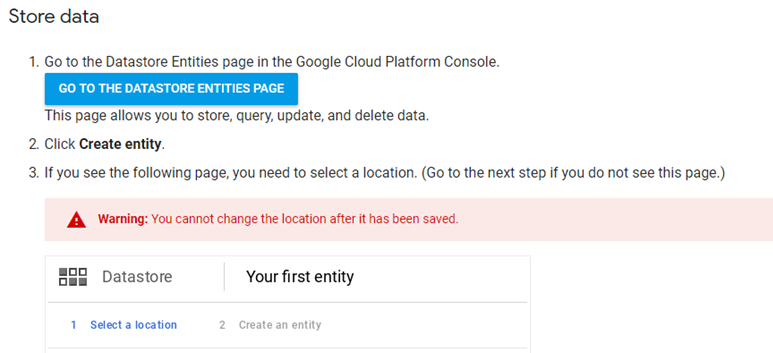 Store data
1. Go to the Datastore Entities page in the Google Cloud Platform Console.
GO TO THE DATASTORE ENTITIES PAGE
This page allows you to store, query, update, and delete data.
2. Click Create entity.
3. If you see the following page, you need to select a location. (Go to the next step if you do not see this page.)
Warning: You cannot change the location after it has been saved.
Datastore Your first entity
1 Select a location 2 Create an entity